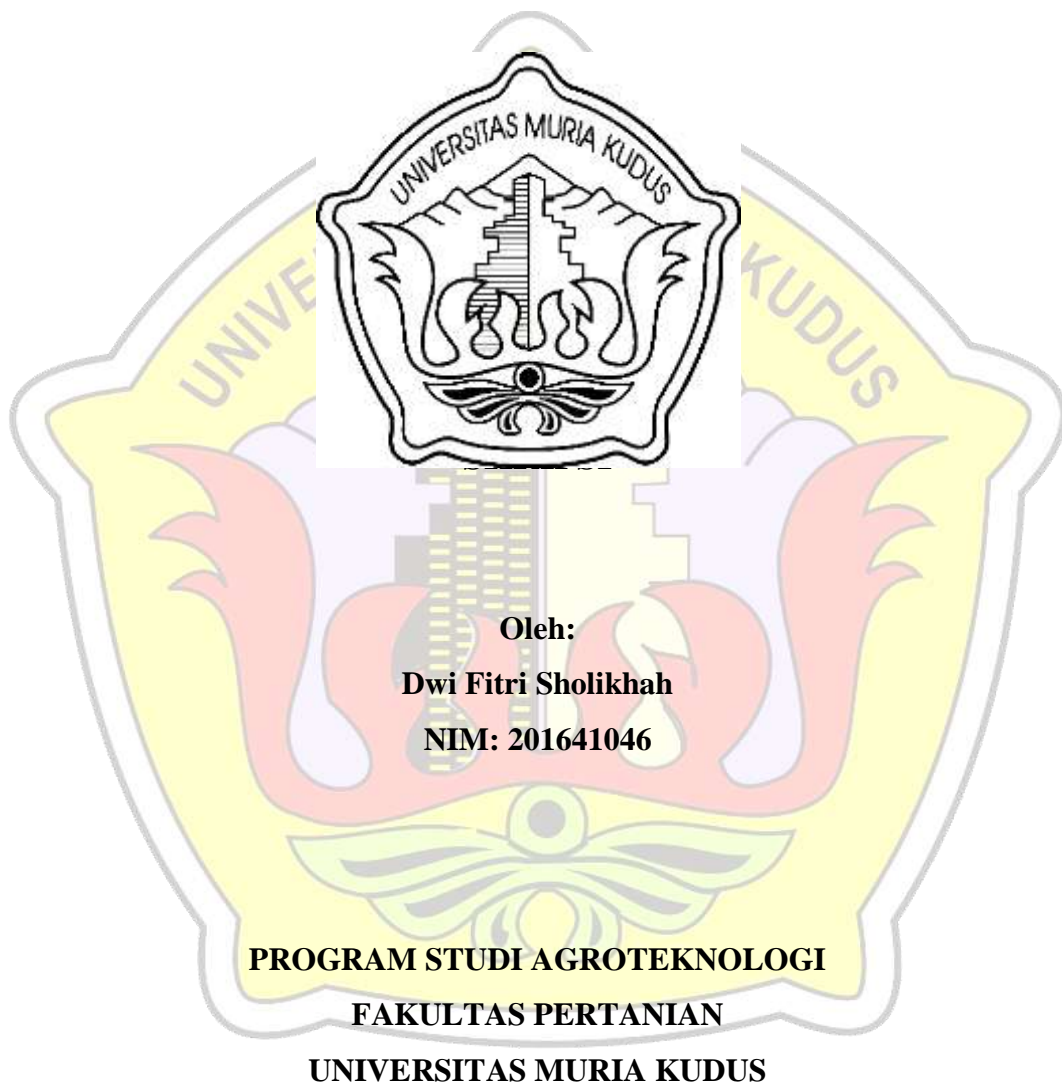 UNIVERSITAS MURIA KUDUS
Oleh:
Dwi Fitri Sholikhah
NIM: 201641046
PROGRAM STUDI AGROTEKNOLOGI
FAKULTAS PERTANIAN
UNIVERSITAS MURIA KUDUS